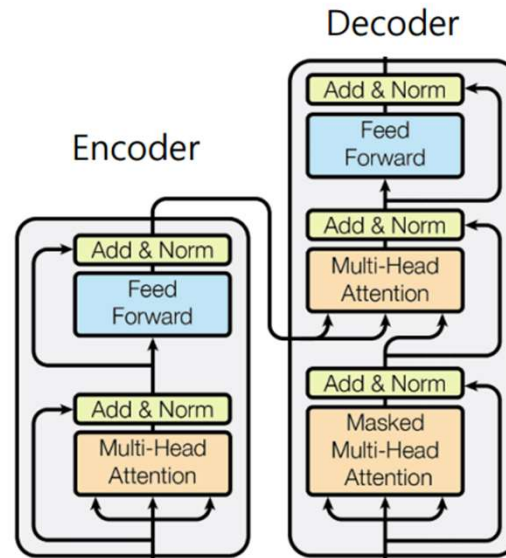 Encoder
Add & Norm
Feed
Forward
Add & Norm
Multi-Head
Attention
Decoder
Add & Norm
Feed
Forward
Add & Norm
Multi-Head
Attention
Add & Norm
Masked
Multi-Head
Attention